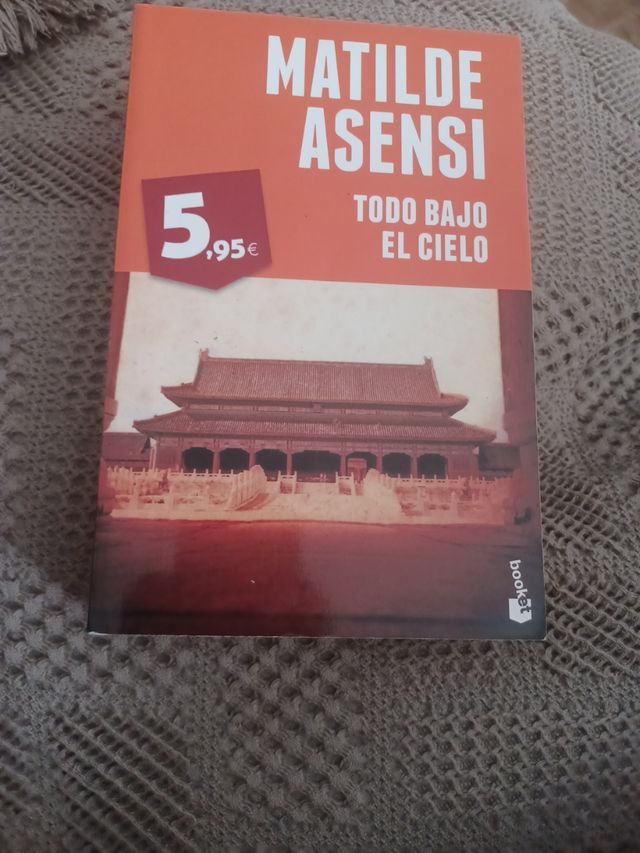 MATILDE
ASENSI
TODO BAJO
EL CIELO
5,95€
booket